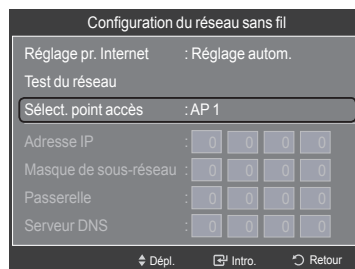 Configuration du réseau sans fil
Réglage pr. Internet : Réglage autom.
Test du réseau
Sélect. point accès : AP 1
Adresse IP : 0 0 0 0
Masque de sous-réseau : 0 0 0 0
Passerelle : 0 0 0 0
Serveur DNS : 0 0 0 0
Dépl. Intro. Retour